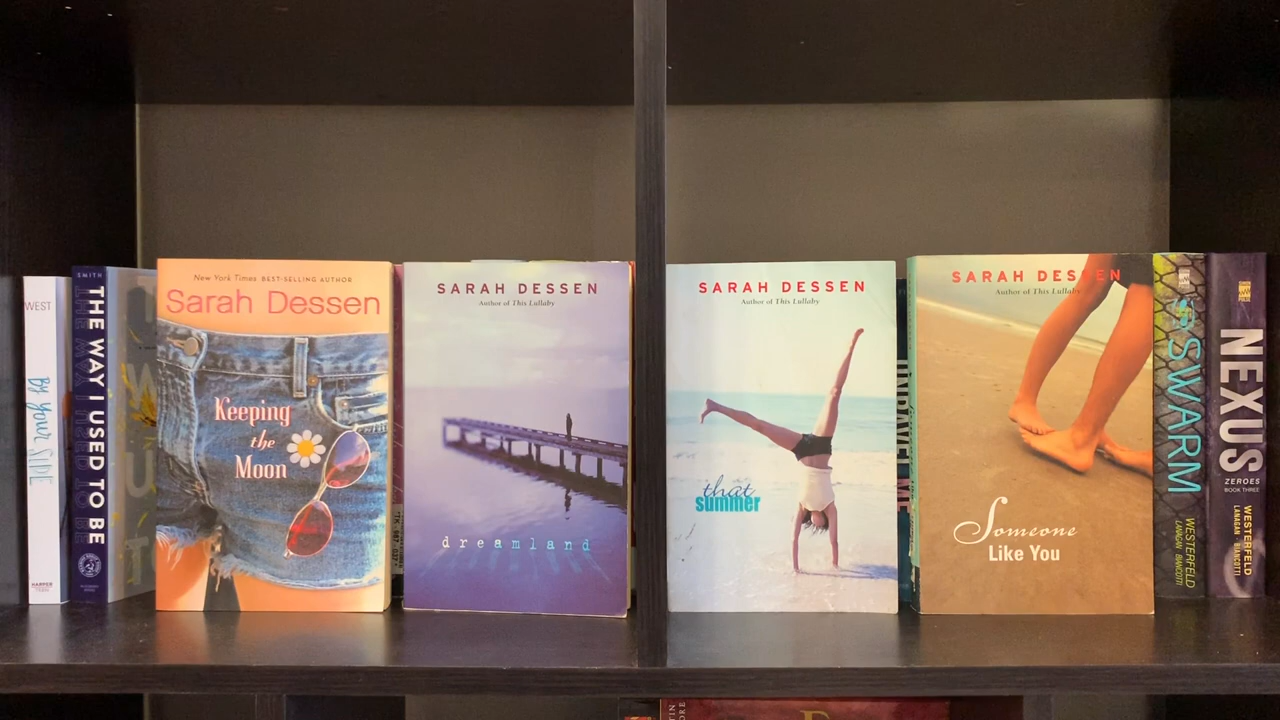 WEST
By Your Side
HARPER
TEEN
SMITH
THE WAY I USED TO BE
New York Times BEST-SELLING AUTHOR
Sarah Dessen
Keeping
the
Moon
SARAH DESSEN
Author of This Lullaby
dreamland
SARAH DESSEN
Author of This Lullaby
that
summer
UNRAVEL ME
SARAH DESSEN
Author of This Lullaby
Someone
Like You
SWARM
WESTERFELD
LANAGAN BIANCOTTI
NEXUS
ZEROES
BOOK THREE
WESTERFELD
LANAGAN · BIANCOTTI